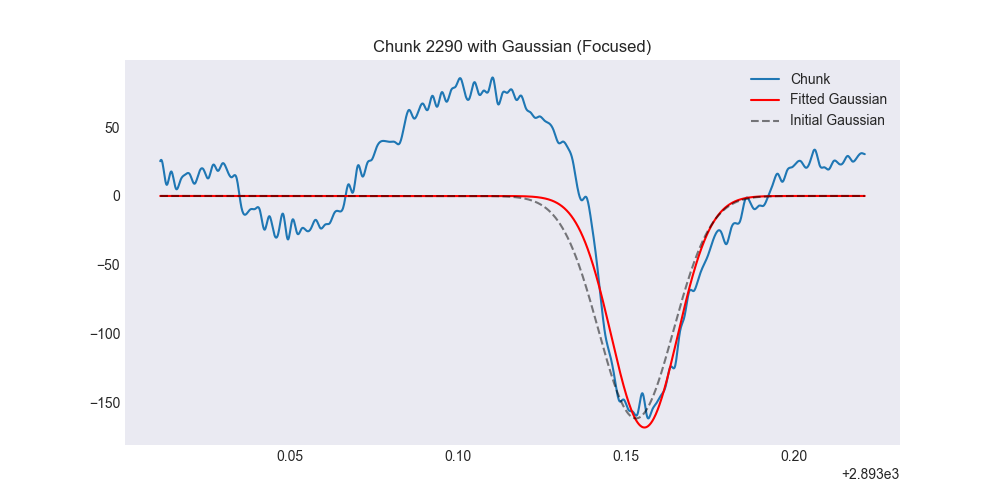 Chunk 2290 with Gaussian (Focused)
Chunk
Fitted Gaussian
Initial Gaussian
50
0
−50
−100
−150
0.05 0.10 0.15 0.20
+2.893e3